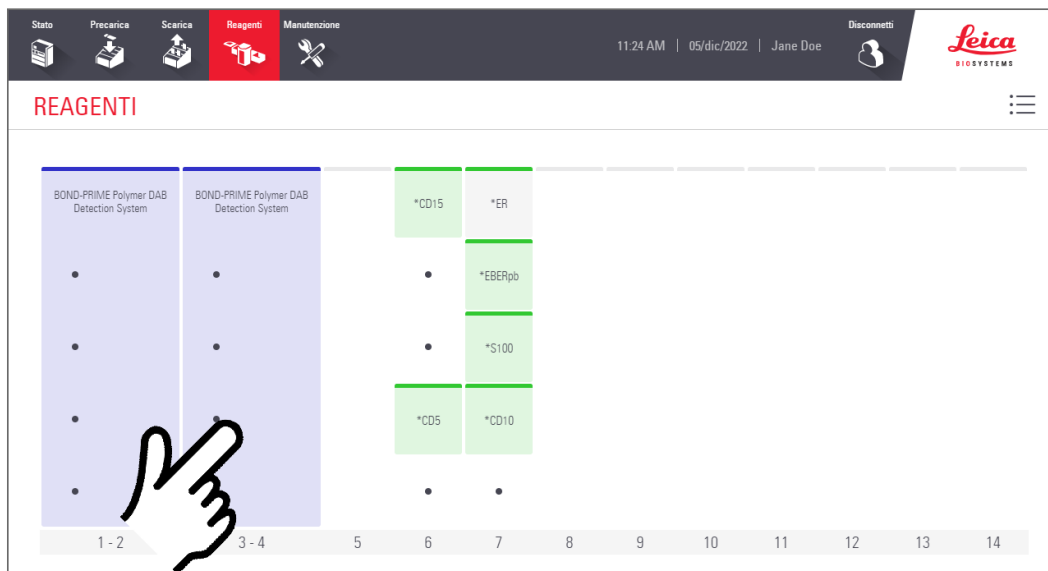 Stato Precarica Scarica Reagenti Manutenzione Disconnetti
11:24 AM | 05/dic/2022 | Jane Doe
Leica
BIOSYSTEMS
REAGENTI
BOND-PRIME Polymer DAB
Detection System
BOND-PRIME Polymer DAB
Detection System
*CD15 *ER
*EBERpb
*S100
*CD5 *CD10
1 - 2 3 - 4 5 6 7 8 9 10 11 12 13 14